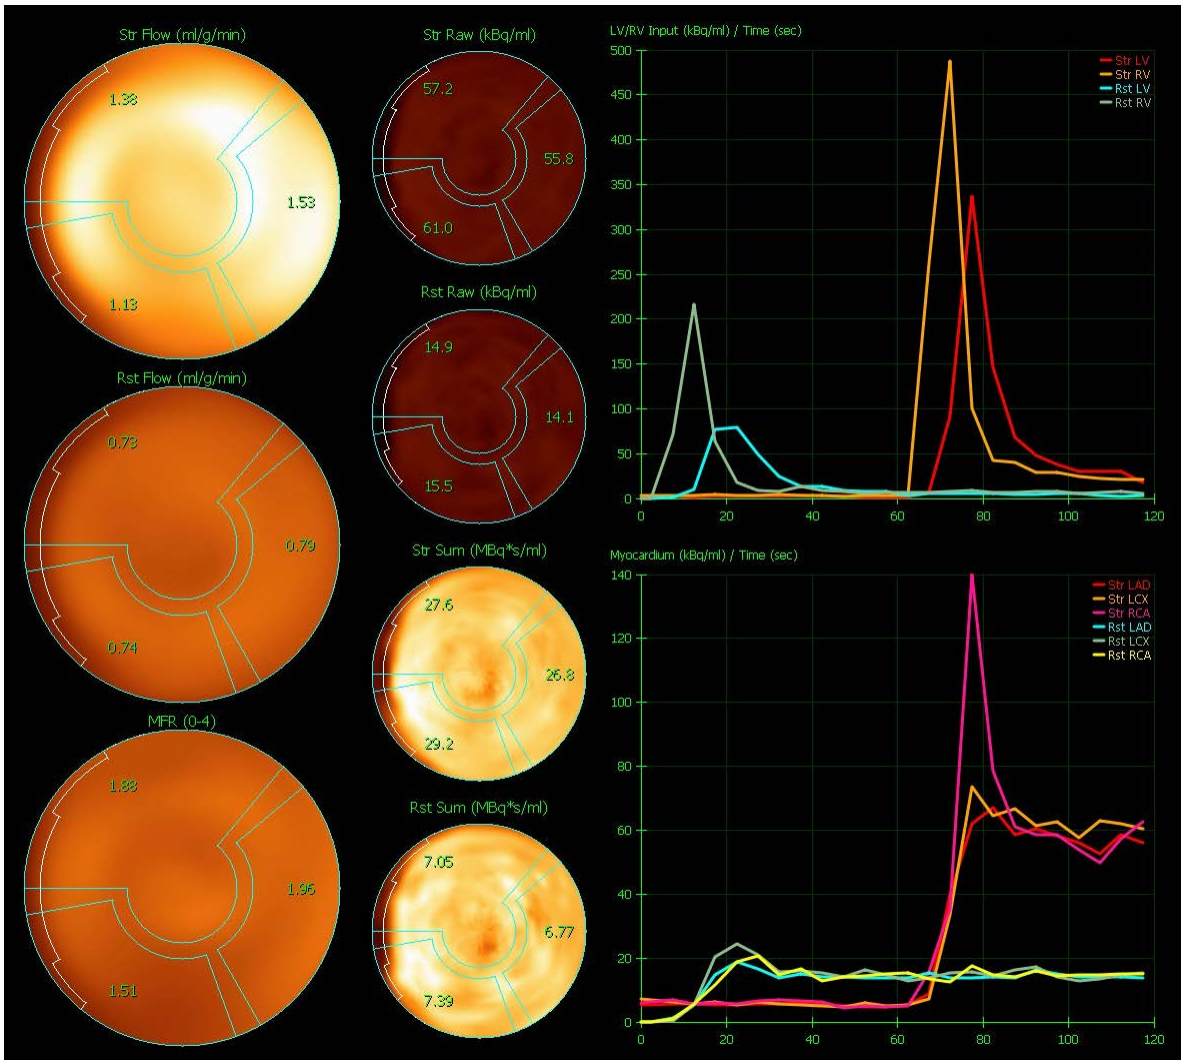 Str Flow (ml/g/min)
1.38
1.53
1.13
Rst Flow (ml/g/min)
0.73
0.79
0.74
MFR (0-4)
1.88
1.96
1.51
Str Raw (kBq/ml)
57.2
55.8
61.0
Rst Raw (kBq/ml)
14.9
14.1
15.5
Str Sum (MBq*s/ml)
27.6
26.8
29.2
Rst Sum (MBq*s/ml)
7.05
6.77
7.39
LV/RV Input (kBq/ml) / Time (sec)
500
450
400
350
300
250
200
150
100
50
0
0 20 40 60 80 100 120
Str LV
Str RV
Rst LV
Rst RV
Myocardium (kBq/ml) / Time (sec)
140
120
100
80
60
40
20
0
0 20 40 60 80 100 120
Str LAD
Str LCX
Str RCA
Rst LAD
Rst LCX
Rst RCA